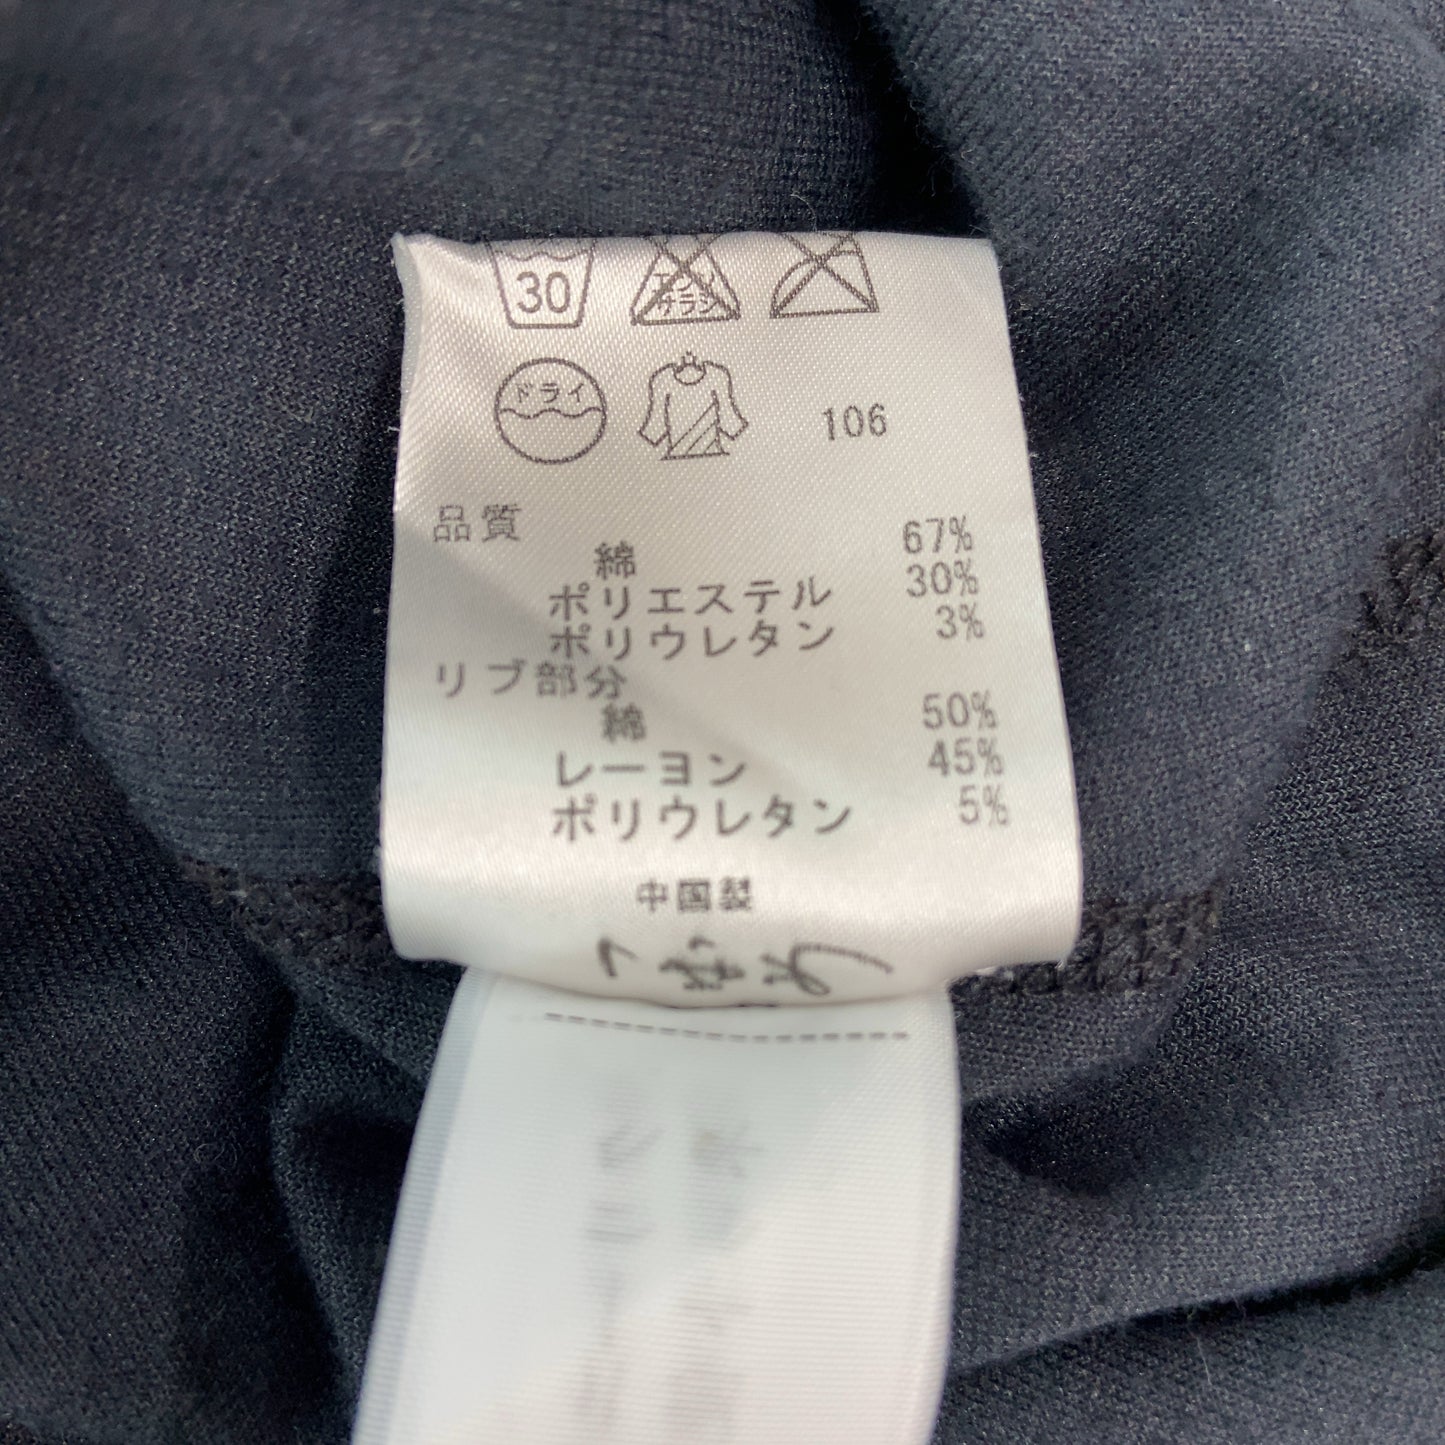 30
エンソ
サラシ
ドライ
106
品質
綿 67%
ポリエステル 30%
ポリウレタン 3%
リブ部分
綿 50%
レーヨン 45%
ポリウレタン 5%
中国製